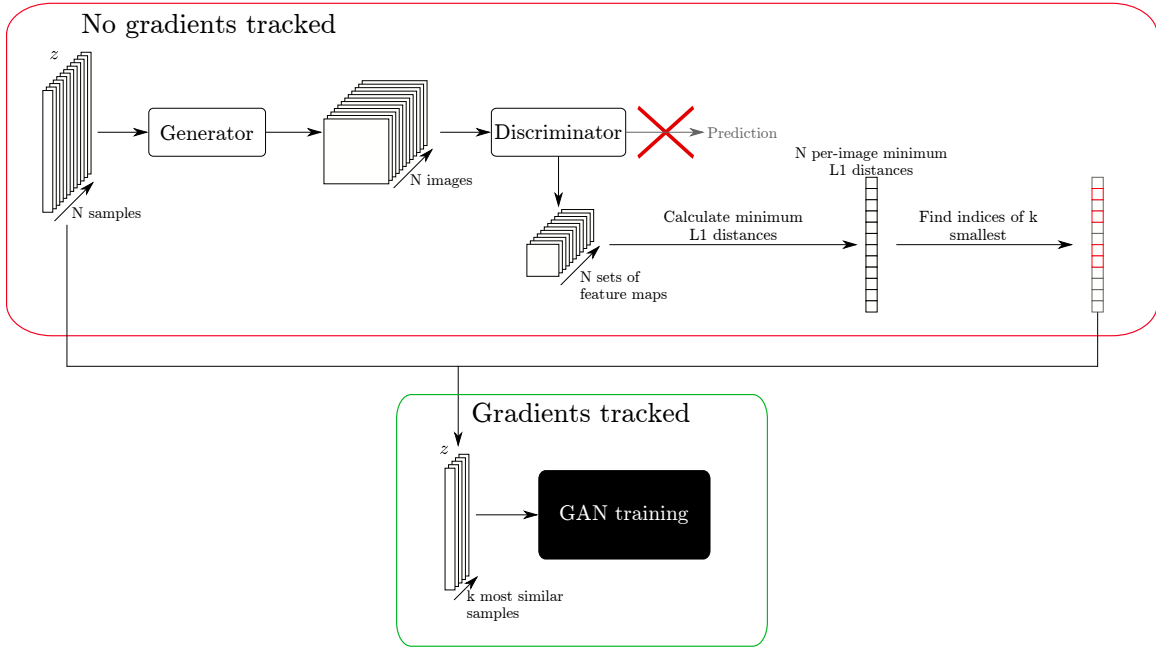 No gradients tracked
z
Generator
Discriminator
Prediction
N images
N samples
N per-image minimum
L1 distances
Calculate minimum
L1 distances
Find indices of k
smallest
N sets of
feature maps
Gradients tracked
z
GAN training
k most similar
samples